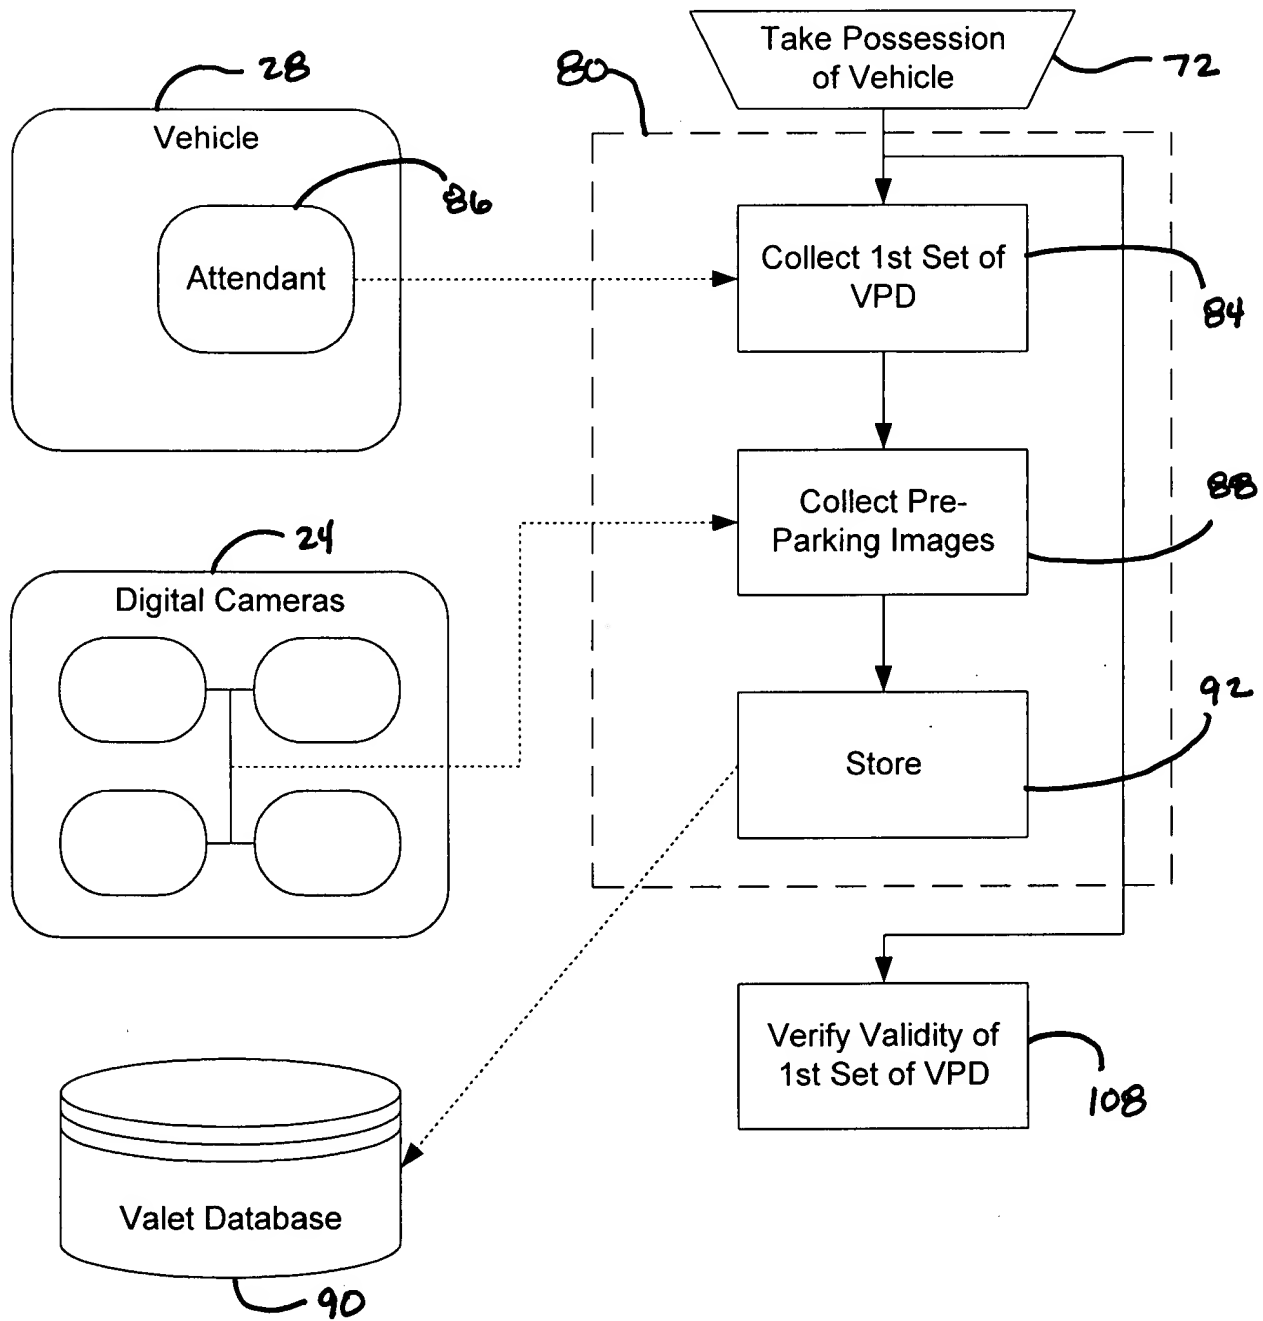 Take Possession
of Vehicle
72
80
28
Vehicle
86
Attendant
Collect 1st Set of
VPD
84
Collect Pre-
Parking Images
88
24
Digital Cameras
92
Store
Verify Validity of
1st Set of VPD
108
Valet Database
90